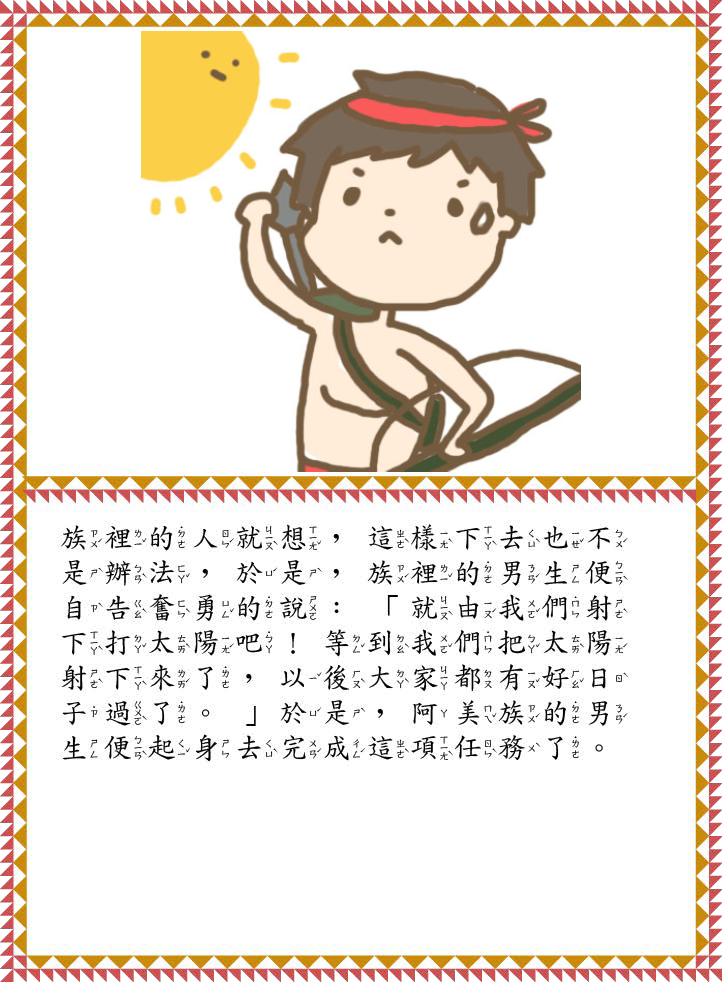 族裡的人就想，這樣下去也不
是辦法，於是，族裡的男生便
自告奮勇的說：「就由我們射
下打太陽吧！等到我們把太陽
射下來了，以後大家都有好日
子過了。」於是，阿美族的男
生便起身去完成這項任務了。